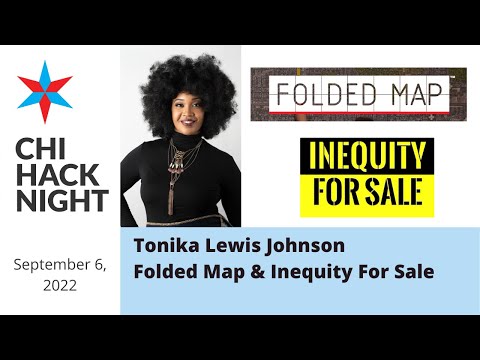 CHI
HACK
NIGHT
September 6,
2022
FOLDED MAP
INEQUITY
FOR SALE
Tonika Lewis Johnson
Folded Map & Inequity For Sale